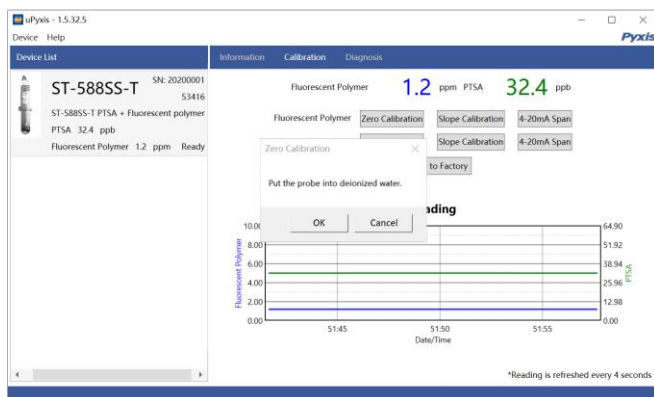 uPyxis - 1.5.32.5
Device Help
Pyxis
Device List
Information Calibration Diagnosis
ST-588SS-T
SN: 20200001
53416
ST-588SS-T PTSA + Fluorescent polymer
PTSA 32.4 ppb
Fluorescent Polymer 1.2 ppm Ready
Fluorescent Polymer 1.2 ppm PTSA 32.4 ppb
Fluorescent Polymer Zero Calibration Slope Calibration 4-20mA Span
Slope Calibration 4-20mA Span
to Factory
Zero Calibration
Put the probe into deionized water.
OK Cancel
ading
10.00
8.00
6.00
4.00
2.00
0.00
Fluorescent Polymer
64.90
51.92
38.94
25.96
12.98
0.00
PTSA
51:45 51:50 51:55
Date/Time
*Reading is refreshed every 4 seconds